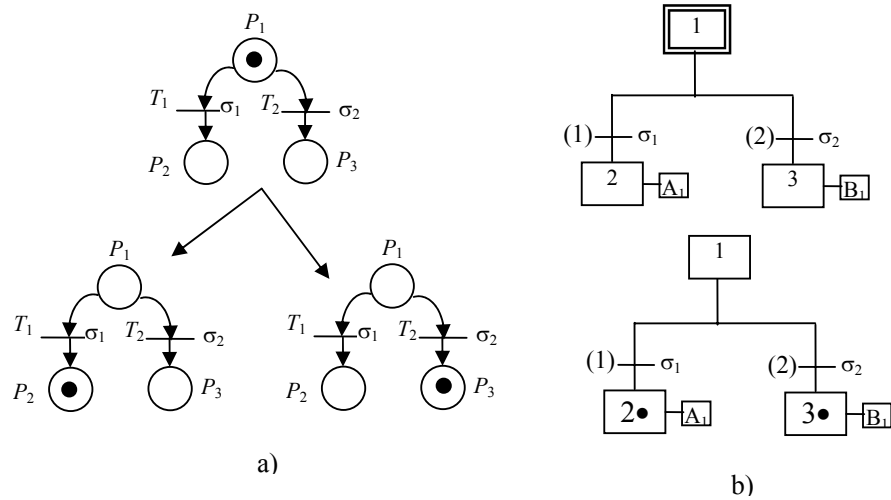 P₁
T₁ σ₁ T₂ σ₂
P₂ P₃
P₁
T₁ σ₁ T₂ σ₂
P₂ P₃
P₁
T₁ σ₁ T₂ σ₂
P₂ P₃
a)
1
(1) σ₁ (2) σ₂
2 A₁ 3 B₁
1
(1) σ₁ (2) σ₂
2 A₁ 3 B₁
b)